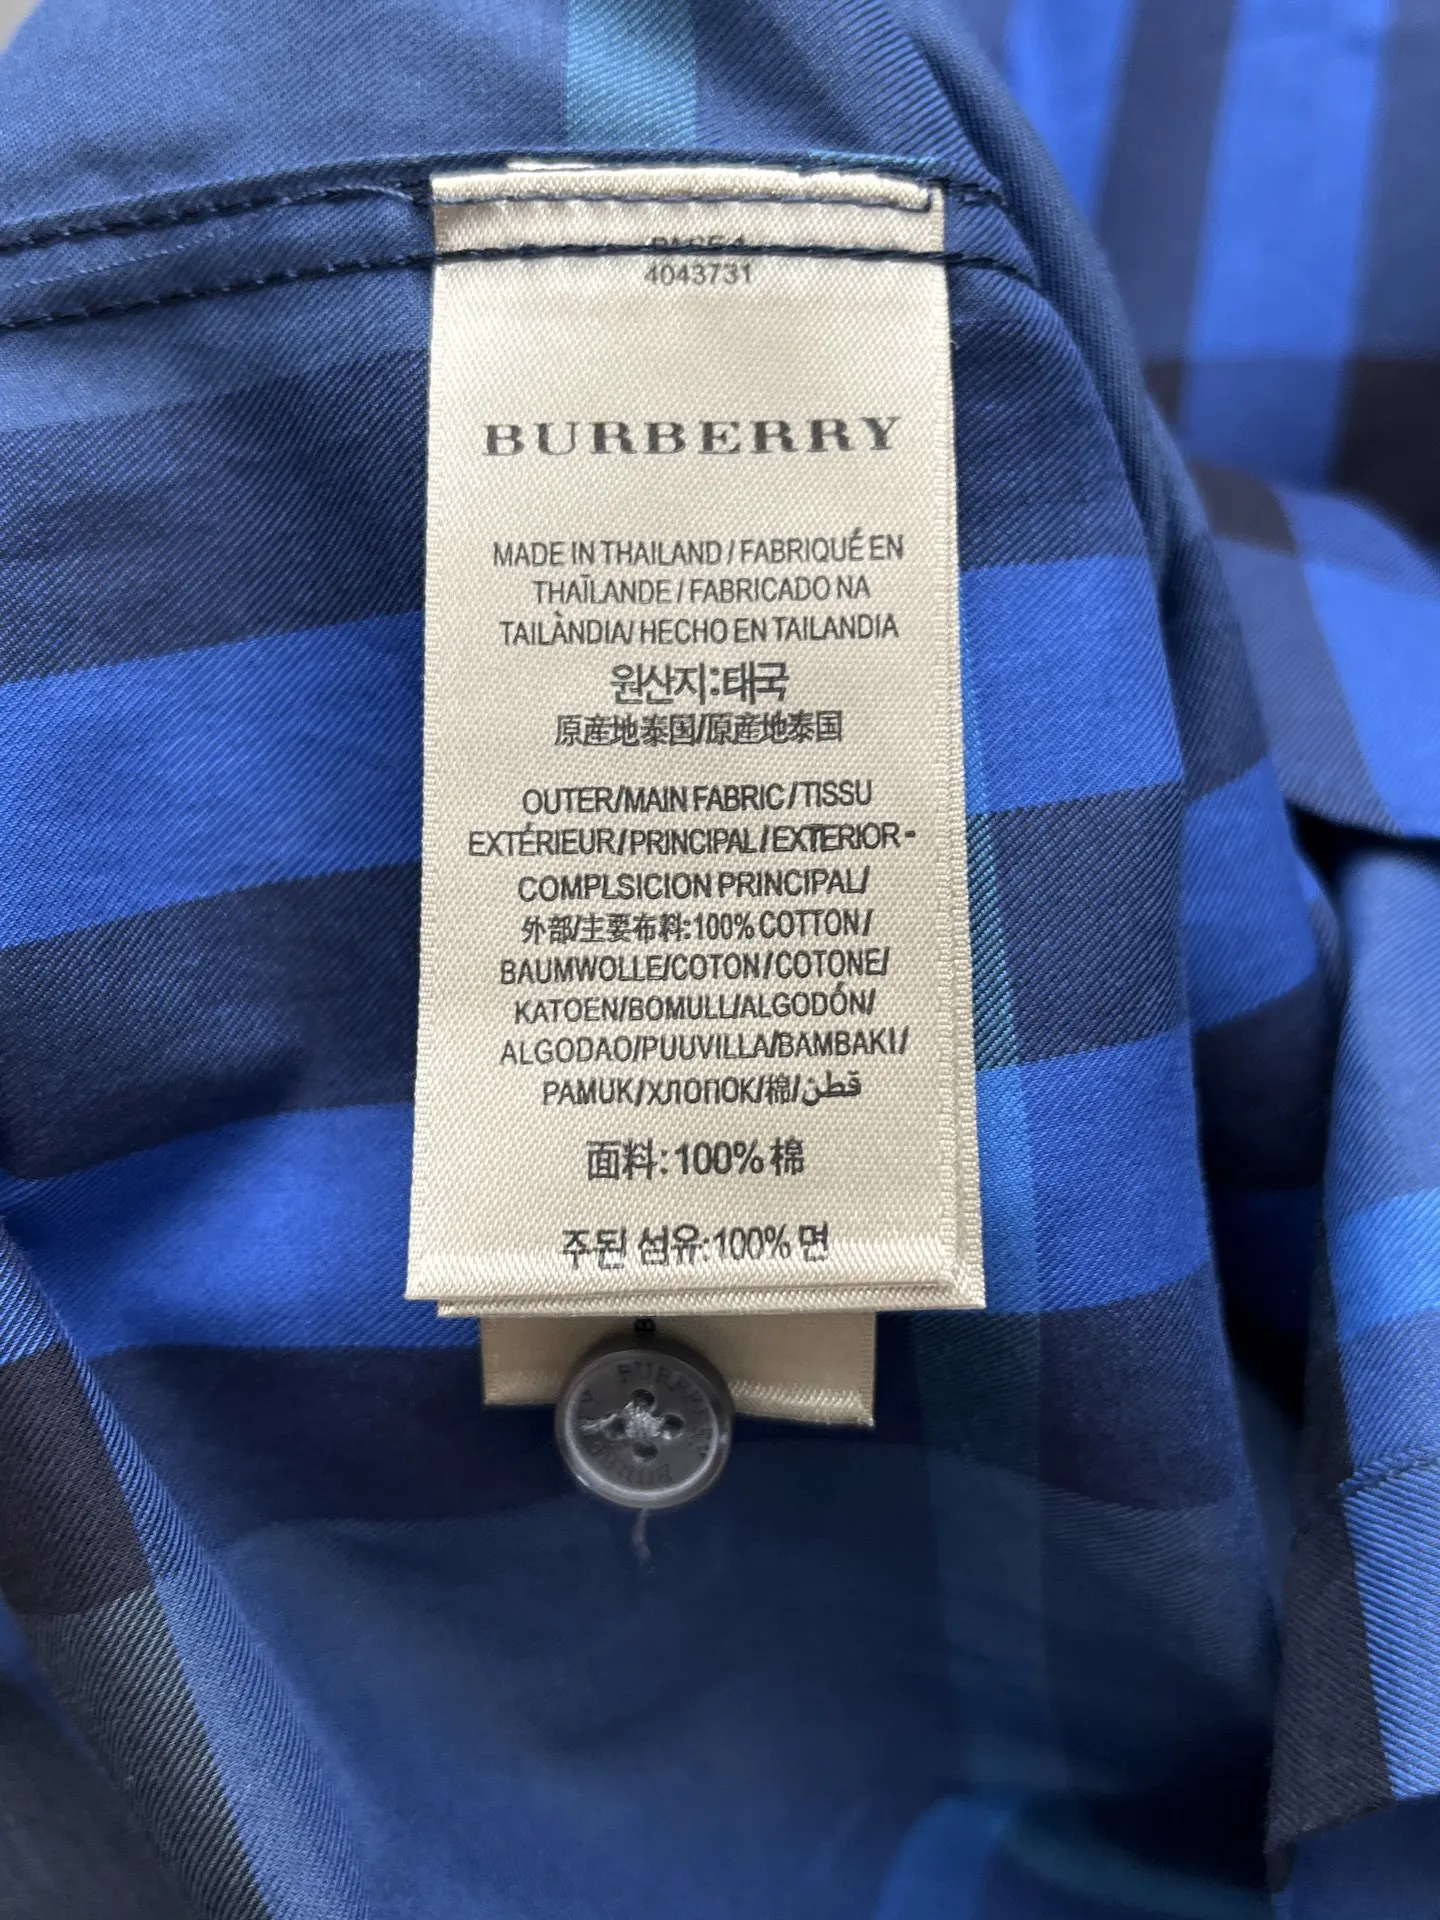 4043731
BURBERRY
MADE IN THAILAND / FABRIQUÉ EN
THAÏLANDE / FABRICADO NA
TAILÀNDIA/ HECHO EN TAILANDIA
원산지:태국
原産地泰国/原産地泰国
OUTER/MAIN FABRIC / TISSU
EXTÉRIEUR/PRINCIPAL/EXTERIOR-
COMPLSICION PRINCIPAL/
外部/主要布料:100% COTTON /
BAUMWOLLE/COTON / COTONE/
KATOEN/BOMULL/ALGODÓN/
ALGODAO/PUUVILLA/BAMBAKI/
PAMUK/ХЛОПОК/棉/قطن
面料:100% 棉
주된 섬유:100% 면
BURBERRY